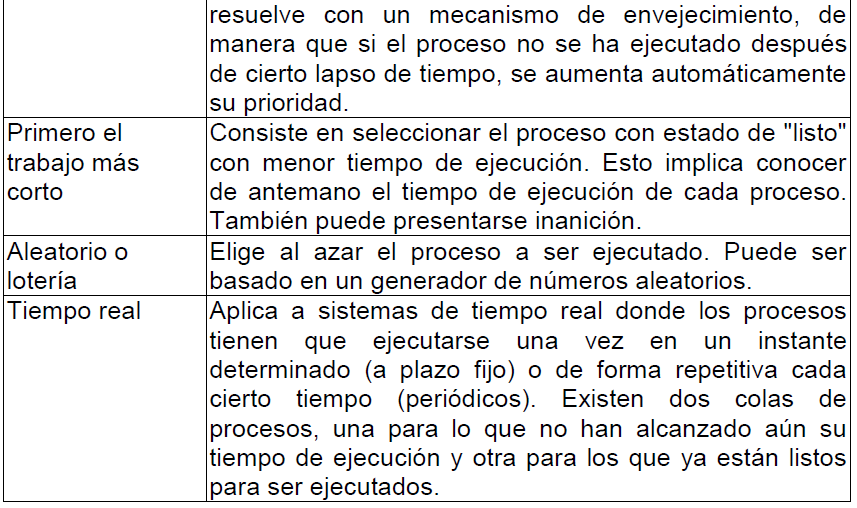 resuelve con un mecanismo de envejecimiento, de
manera que si el proceso no se ha ejecutado después
de cierto lapso de tiempo, se aumenta automáticamente
su prioridad.
Primero el
trabajo más
corto
Consiste en seleccionar el proceso con estado de "listo"
con menor tiempo de ejecución. Esto implica conocer
de antemano el tiempo de ejecución de cada proceso.
También puede presentarse inanición.
Aleatorio o
lotería
Elige al azar el proceso a ser ejecutado. Puede ser
basado en un generador de números aleatorios.
Tiempo real
Aplica a sistemas de tiempo real donde los procesos
tienen que ejecutarse una vez en un instante
determinado (a plazo fijo) o de forma repetitiva cada
cierto tiempo (periódicos). Existen dos colas de
procesos, una para lo que no han alcanzado aún su
tiempo de ejecución y otra para los que ya están listos
para ser ejecutados.